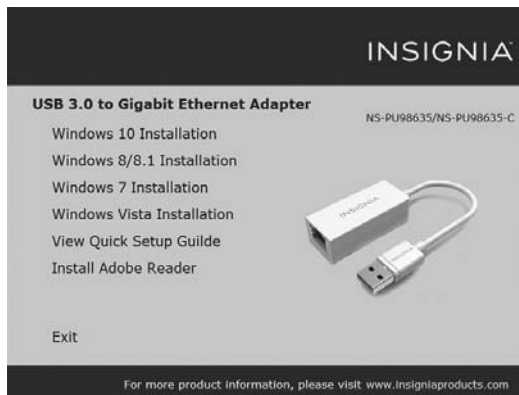 INSIGNIA
USB 3.0 to Gigabit Ethernet Adapter
NS-PU98635/NS-PU98635-C
Windows 10 Installation
Windows 8/8.1 Installation
Windows 7 Installation
Windows Vista Installation
View Quick Setup Guilde
Install Adobe Reader
INSIGNIA
INSIGNIA
Exit
For more product information, please visit www.insigniaproducts.com